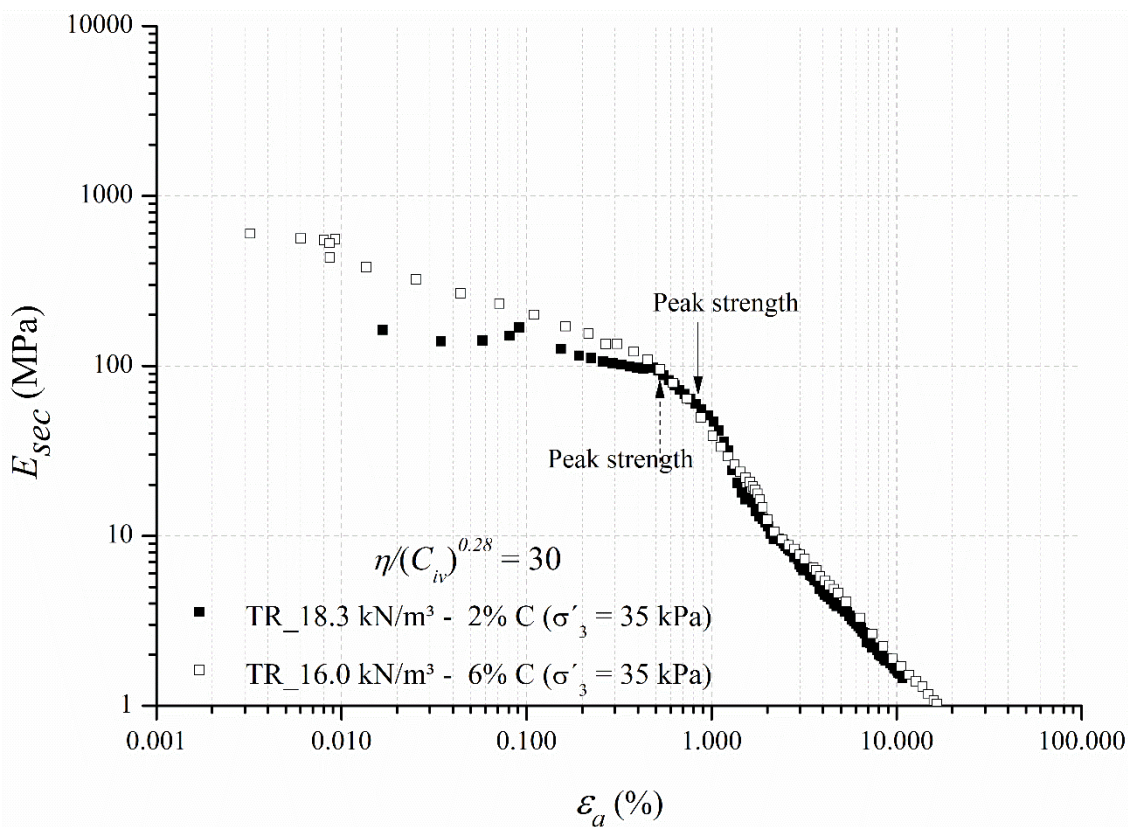 10000
1000
100
10
1
E_sec (MPa)
Peak strength
Peak strength
η/(C_iv)^0.28 = 30
TR_18.3 kN/m³ - 2% C (σ´_3 = 35 kPa)
TR_16.0 kN/m³ - 6% C (σ´_3 = 35 kPa)
0.001 0.010 0.100 1.000 10.000 100.000
ε_a (%)